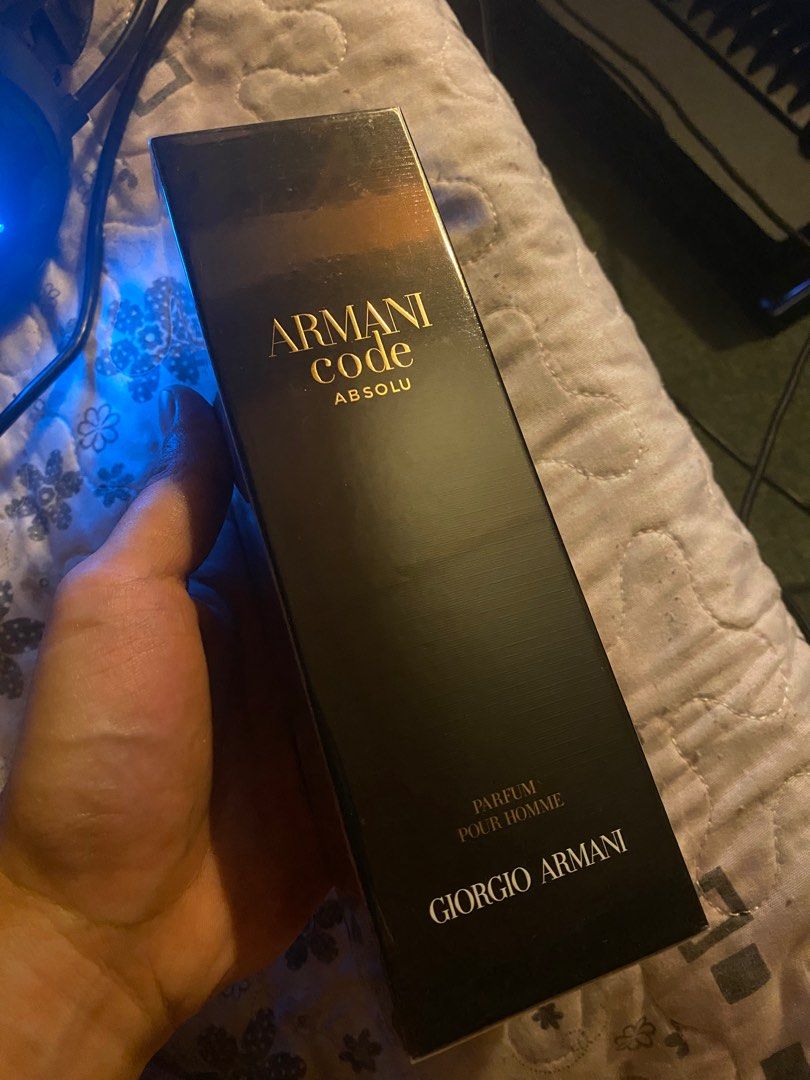 ARMANI
code
ABSOLU
PARFUM
POUR HOMME
GIORGIO ARMANI